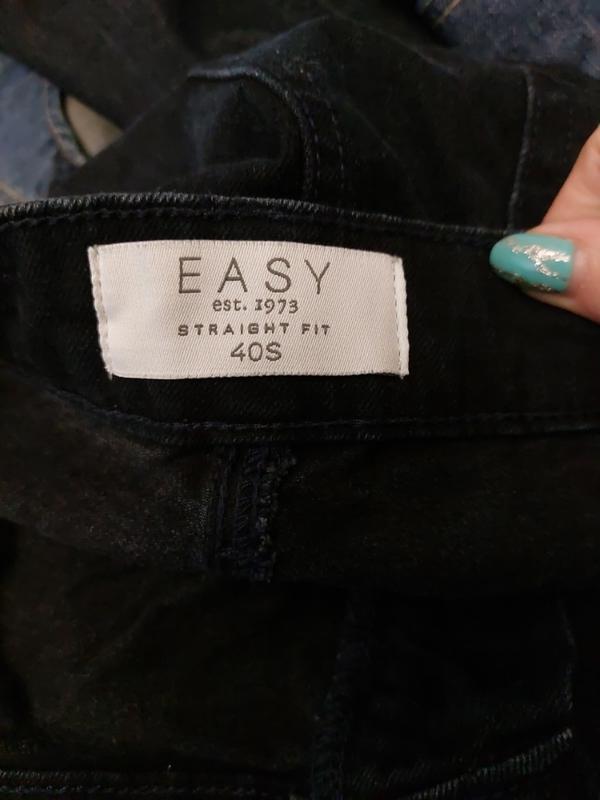 EASY
est. 1973
STRAIGHT FIT
40S